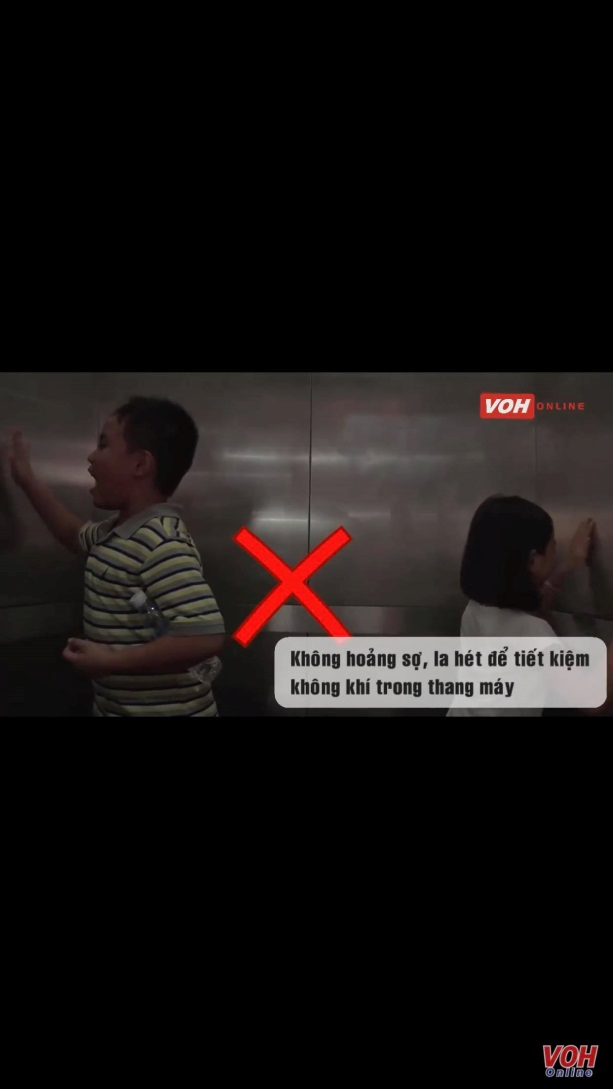 VOH ONLINE
Không hoảng sợ, la hét để tiết kiệm
không khí trong thang máy
VOH
Online